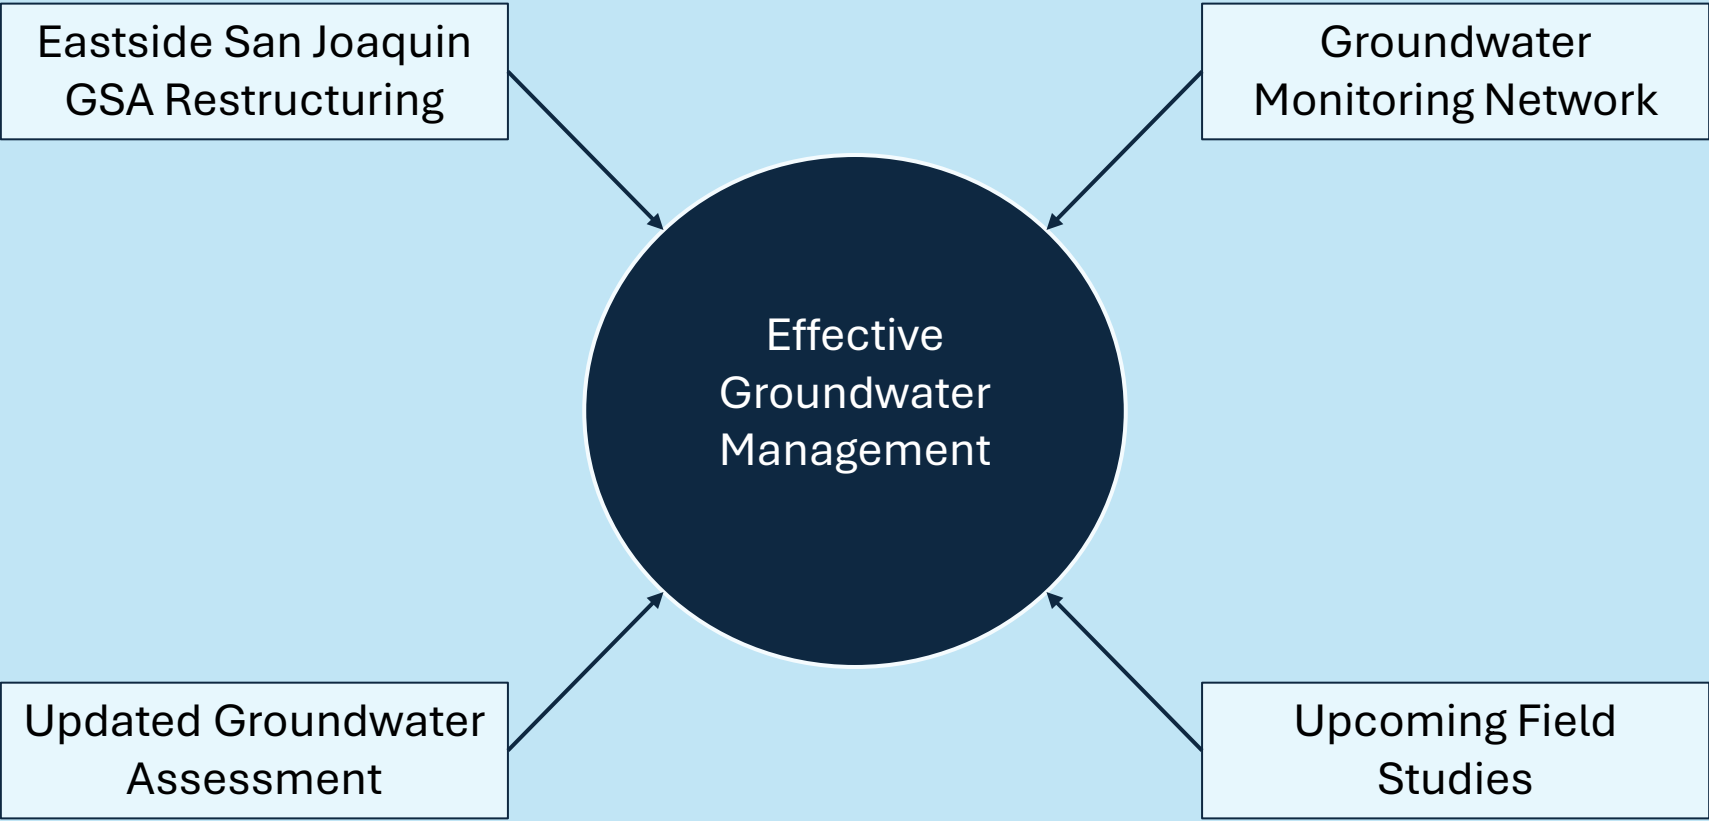 Eastside San Joaquin
GSA Restructuring
Groundwater
Monitoring Network
Effective
Groundwater
Management
Updated Groundwater
Assessment
Upcoming Field
Studies